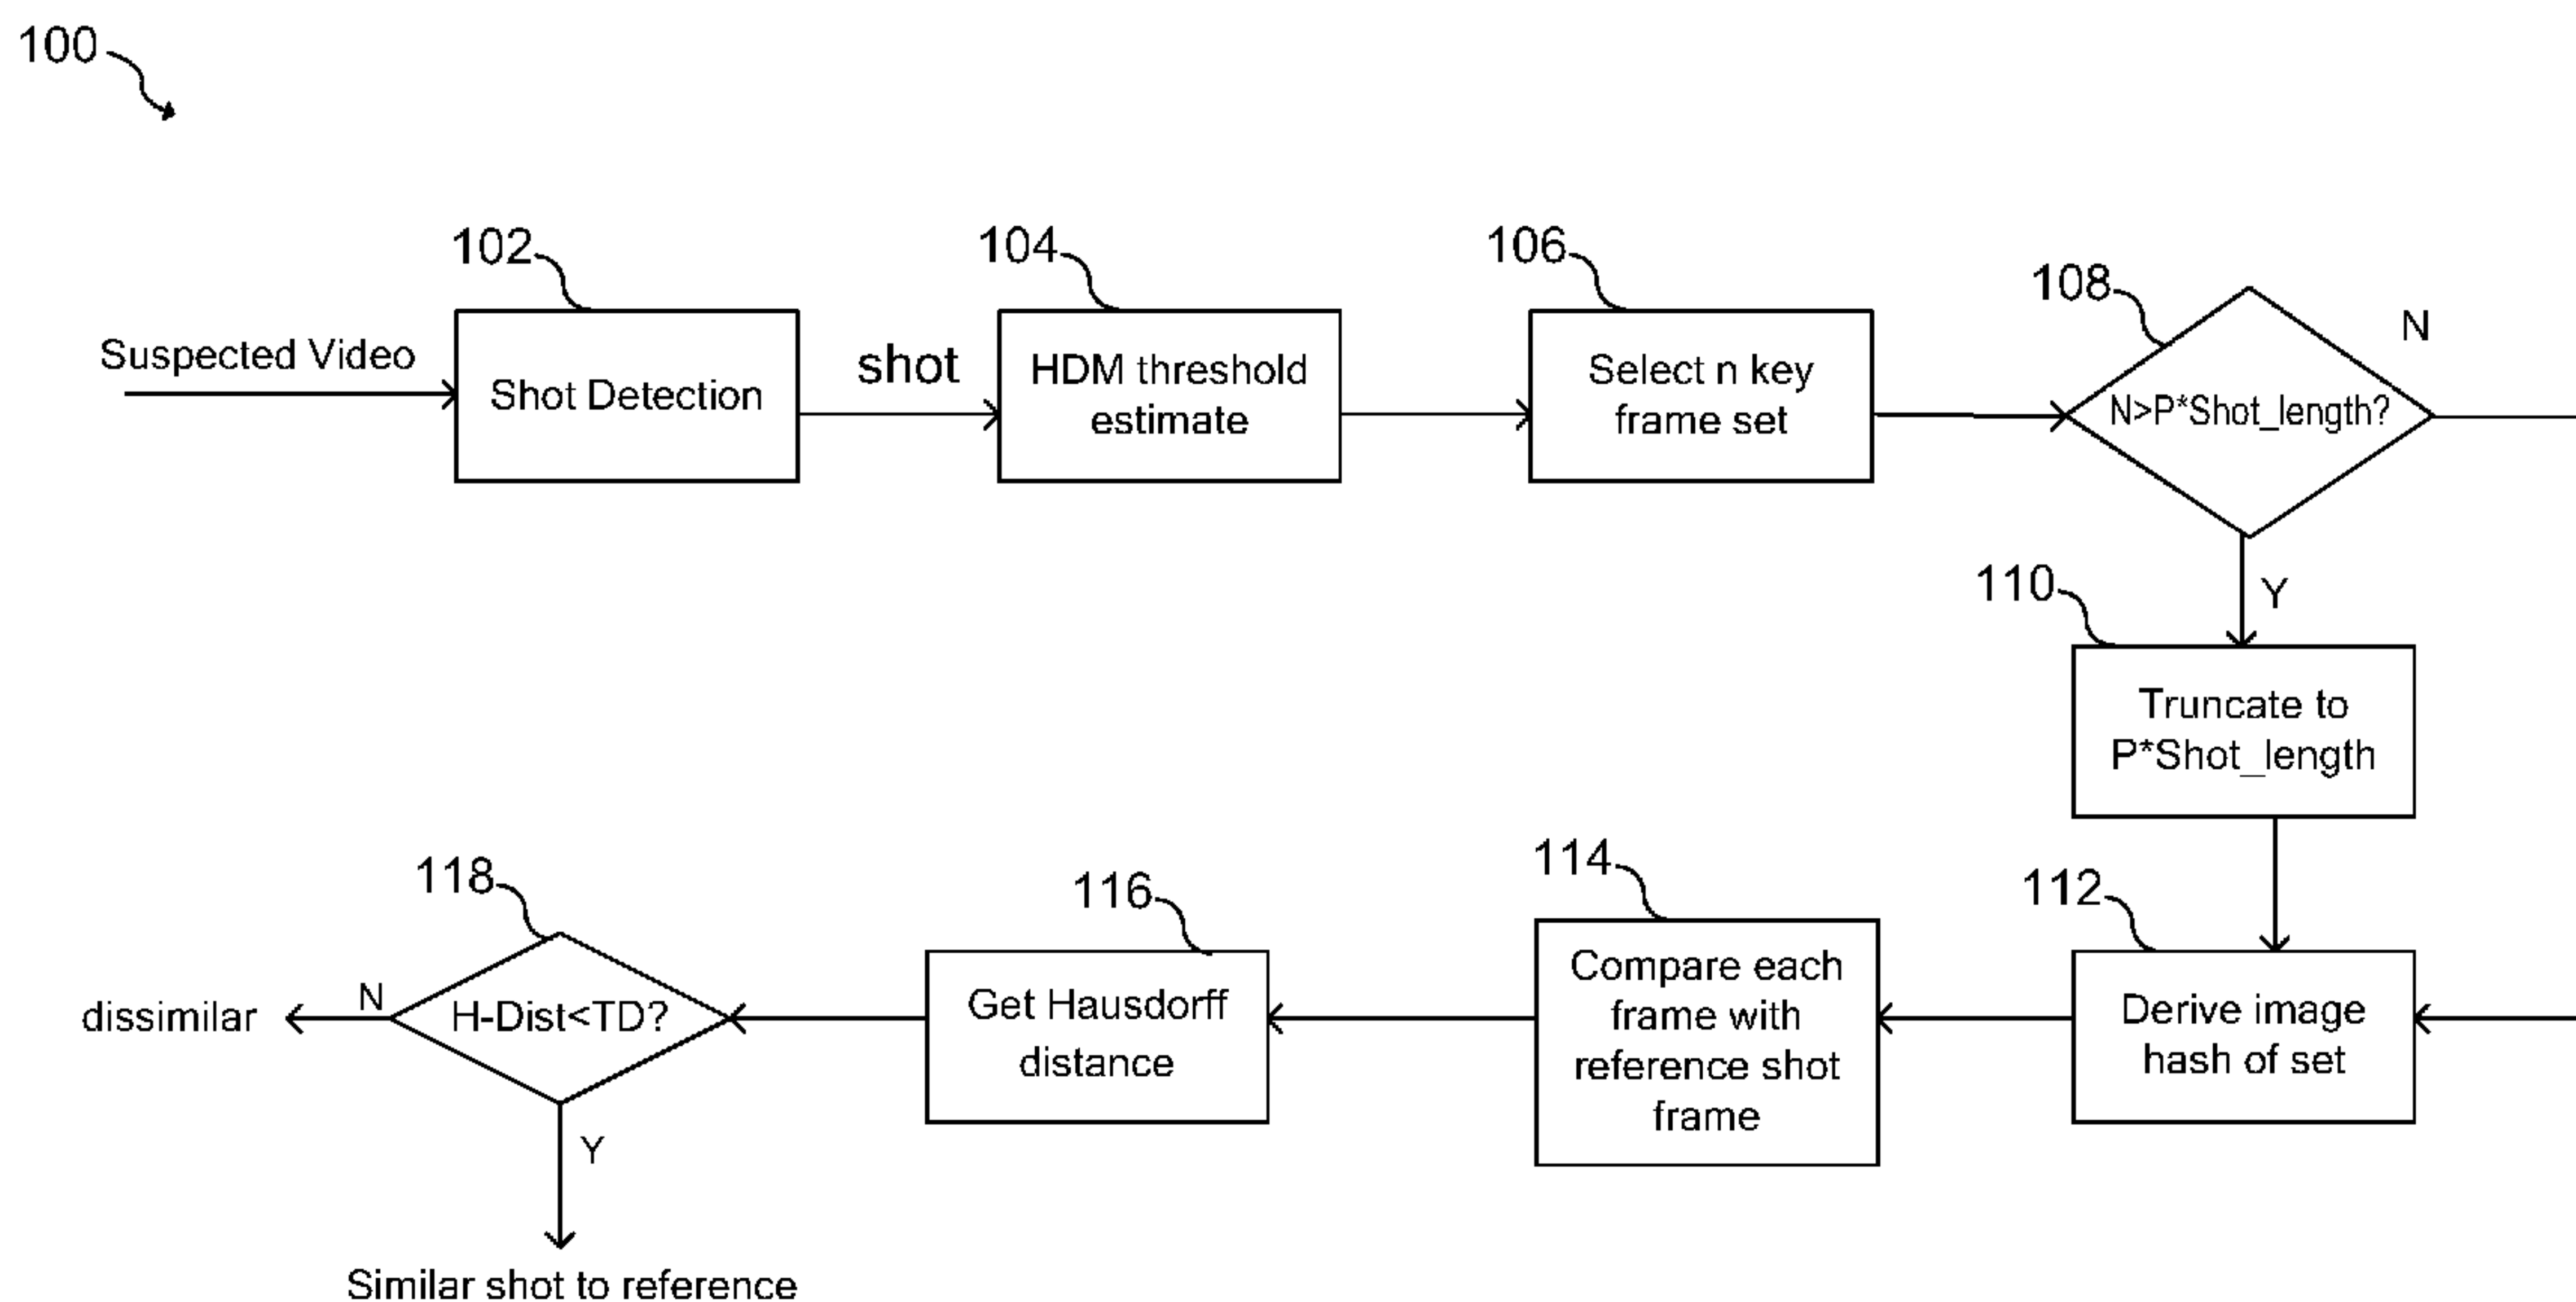 100
102
104
106
108
N
Suspected Video
Shot Detection
shot
HDM threshold
estimate
Select n key
frame set
N>P*Shot_length?
Y
110
Truncate to
P*Shot_length
112
Derive image
hash of set
114
Compare each
frame with
reference shot
frame
116
Get Hausdorff
distance
118
H-Dist<TD?
N
dissimilar
Y
Similar shot to reference